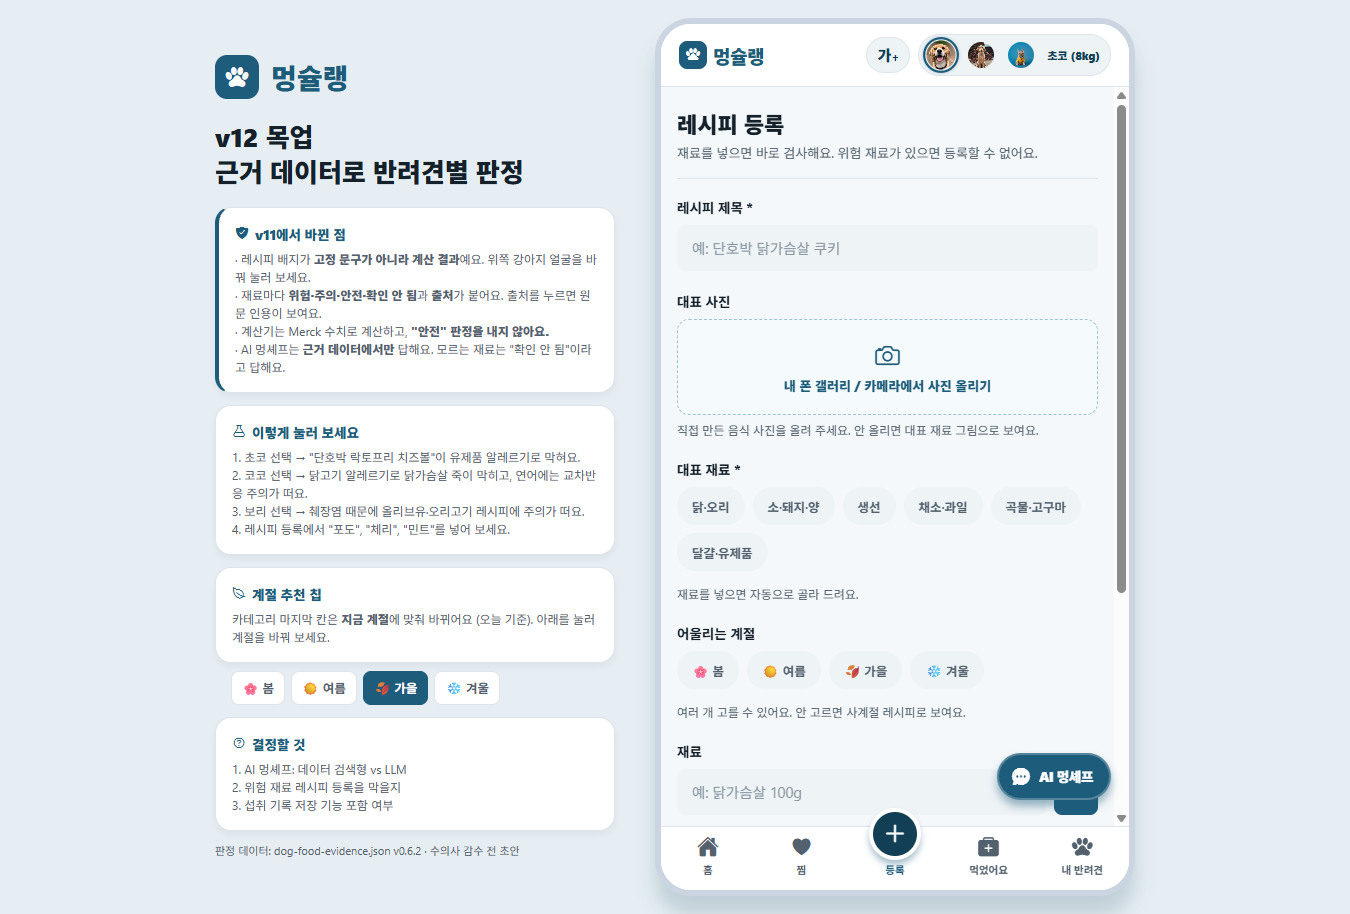 멍슐랭
v12 목업
근거 데이터로 반려견별 판정
v11에서 바뀐 점
· 레시피 배지가 고정 문구가 아니라 계산 결과예요. 위쪽 강아지 얼굴을 바
꿔 눌러 보세요.
· 재료마다 위험·주의·안전·확인 안 됨과 출처가 붙어요. 출처를 누르면 원
문 인용이 보여요.
· 계산기는 Merck 수치로 계산하고, "안전" 판정을 내지 않아요.
· AI 멍셰프는 근거 데이터에서만 답해요. 모르는 재료는 "확인 안 됨"이라
고 답해요.
이렇게 눌러 보세요
1. 초코 선택 → "단호박 락토프리 치즈볼"이 유제품 알레르기로 막혀요.
2. 코코 선택 → 닭고기 알레르기로 닭가슴살 죽이 막히고, 연어에는 교차반
응 주의가 떠요.
3. 보리 선택 → 췌장염 때문에 올리브유·오리고기 레시피에 주의가 떠요.
4. 레시피 등록에서 "포도", "체리", "민트"를 넣어 보세요.
계절 추천 칩
카테고리 마지막 칸은 지금 계절에 맞춰 바뀌어요 (오늘 기준). 아래를 눌러
계절을 바꿔 보세요.
봄 여름 가을 겨울
결정할 것
1. AI 멍셰프: 데이터 검색형 vs LLM
2. 위험 재료 레시피 등록을 막을지
3. 섭취 기록 저장 기능 포함 여부
판정 데이터: dog-food-evidence.json v0.6.2 · 수의사 감수 전 초안
멍슐랭
가+
초코 (8kg)
레시피 등록
재료를 넣으면 바로 검사해요. 위험 재료가 있으면 등록할 수 없어요.
레시피 제목 *
예: 단호박 닭가슴살 쿠키
대표 사진
내 폰 갤러리 / 카메라에서 사진 올리기
직접 만든 음식 사진을 올려 주세요. 안 올리면 대표 재료 그림으로 보여요.
대표 재료 *
닭·오리 소·돼지·양 생선 채소·과일 곡물·고구마
달걀·유제품
재료를 넣으면 자동으로 골라 드려요.
어울리는 계절
봄 여름 가을 겨울
여러 개 고를 수 있어요. 안 고르면 사계절 레시피로 보여요.
재료
예: 닭가슴살 100g
AI 멍셰프
홈 찜 등록 먹었어요 내 반려견